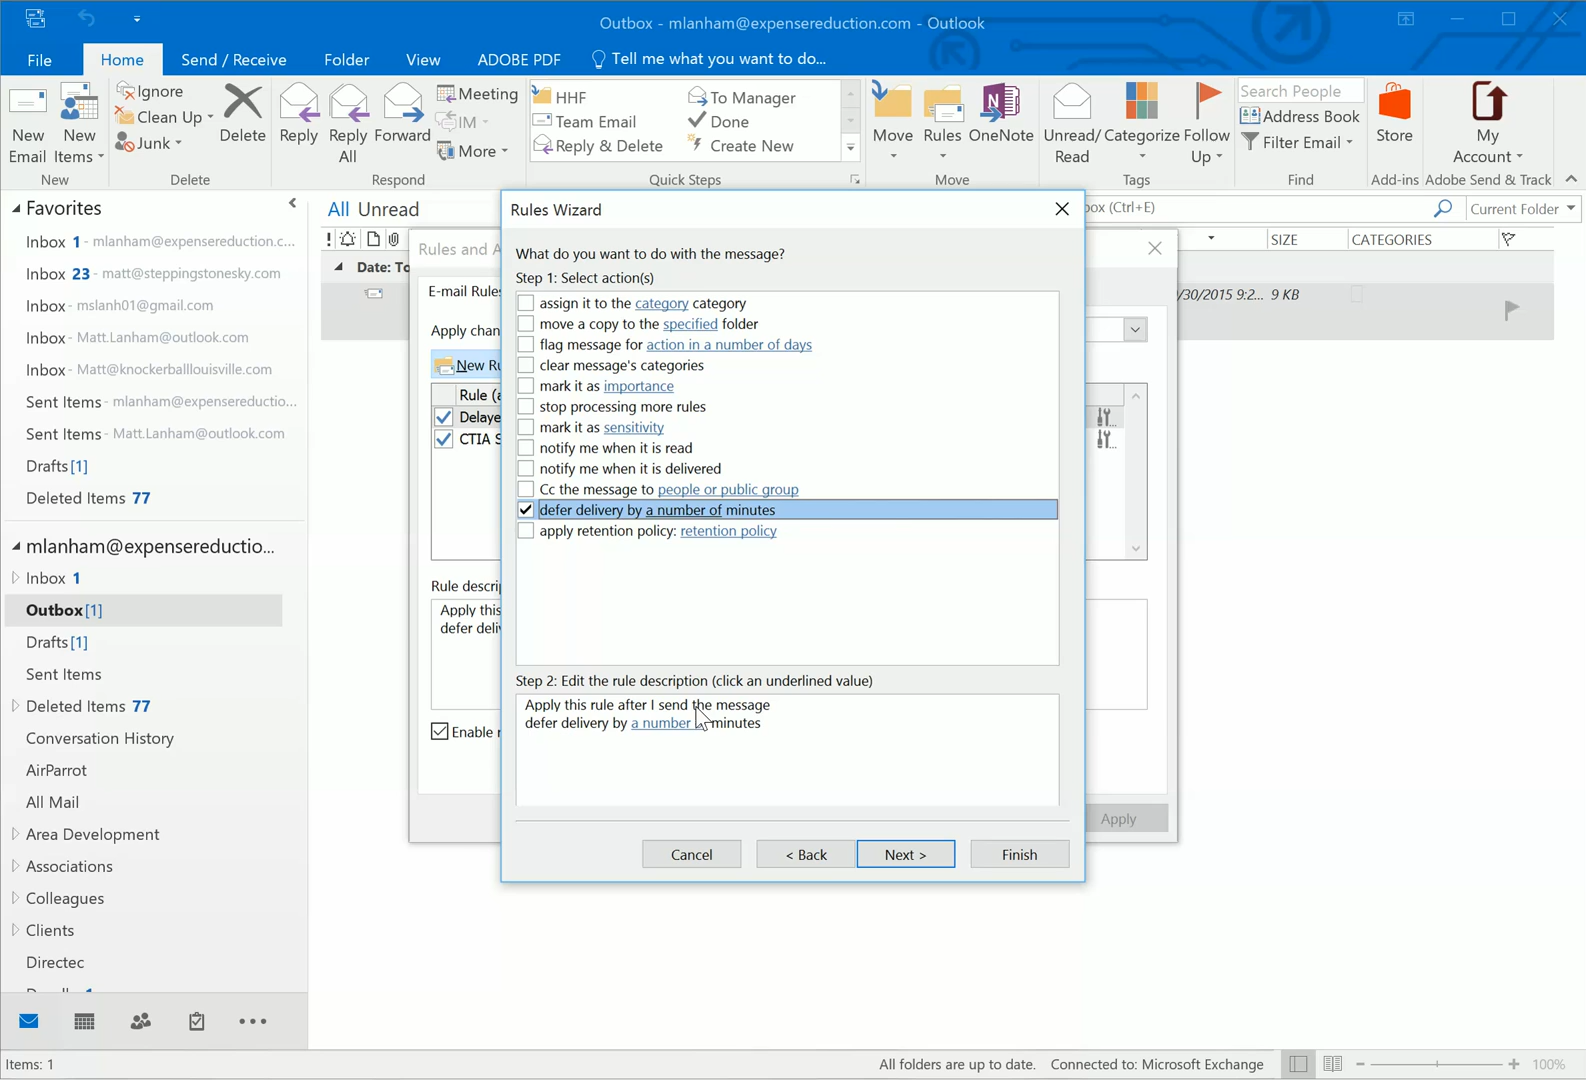 Outbox - mlanham@expensereduction.com - Outlook
File Home Send / Receive Folder View ADOBE PDF Tell me what you want to do...
New Email
New Items
Ignore
Clean Up
Junk
Delete
Reply
Reply All
Forward
Meeting
IM
More
HHF
Team Email
Reply & Delete
To Manager
Done
Create New
Move
Rules
OneNote
Unread/ Read
Categorize
Follow Up
Search People
Address Book
Filter Email
Store
My Account
New Delete Respond Quick Steps Move Tags Find Add-ins Adobe Send & Track
Favorites
Inbox 1 - mlanham@expensereduction.c...
Inbox 23 - matt@steppingstonesky.com
Inbox - mslanh01@gmail.com
Inbox - Matt.Lanham@outlook.com
Inbox - Matt@knockerballlouisville.com
Sent Items - mlanham@expensereductio...
Sent Items - Matt.Lanham@outlook.com
Drafts [1]
Deleted Items 77
mlanham@expensereductio...
Inbox 1
Outbox [1]
Drafts [1]
Sent Items
Deleted Items 77
Conversation History
AirParrot
All Mail
Area Development
Associations
Colleagues
Clients
Directec
All Unread
box (Ctrl+E)
Current Folder
SIZE CATEGORIES
Date: To
/30/2015 9:2... 9 KB
Rules and A
E-mail Rules
Apply chan
New Ru
Rule (a
Delaye
CTIA S
Rule descrip
Apply this
defer deliv
Enable r
Apply
Rules Wizard
What do you want to do with the message?
Step 1: Select action(s)
assign it to the category category
move a copy to the specified folder
flag message for action in a number of days
clear message's categories
mark it as importance
stop processing more rules
mark it as sensitivity
notify me when it is read
notify me when it is delivered
Cc the message to people or public group
defer delivery by a number of minutes
apply retention policy: retention policy
Step 2: Edit the rule description (click an underlined value)
Apply this rule after I send the message
defer delivery by a number minutes
Cancel < Back Next > Finish
Items: 1
All folders are up to date. Connected to: Microsoft Exchange
100%